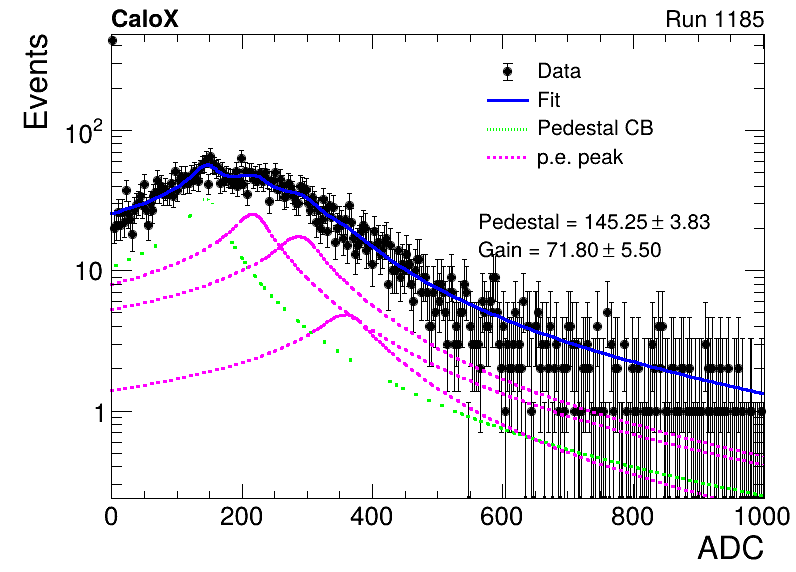 CaloX Run 1185
Events
Data
Fit
Pedestal CB
p.e. peak
Pedestal = 145.25 ± 3.83
Gain = 71.80 ± 5.50
10²
10
1
0 200 400 600 800 1000
ADC